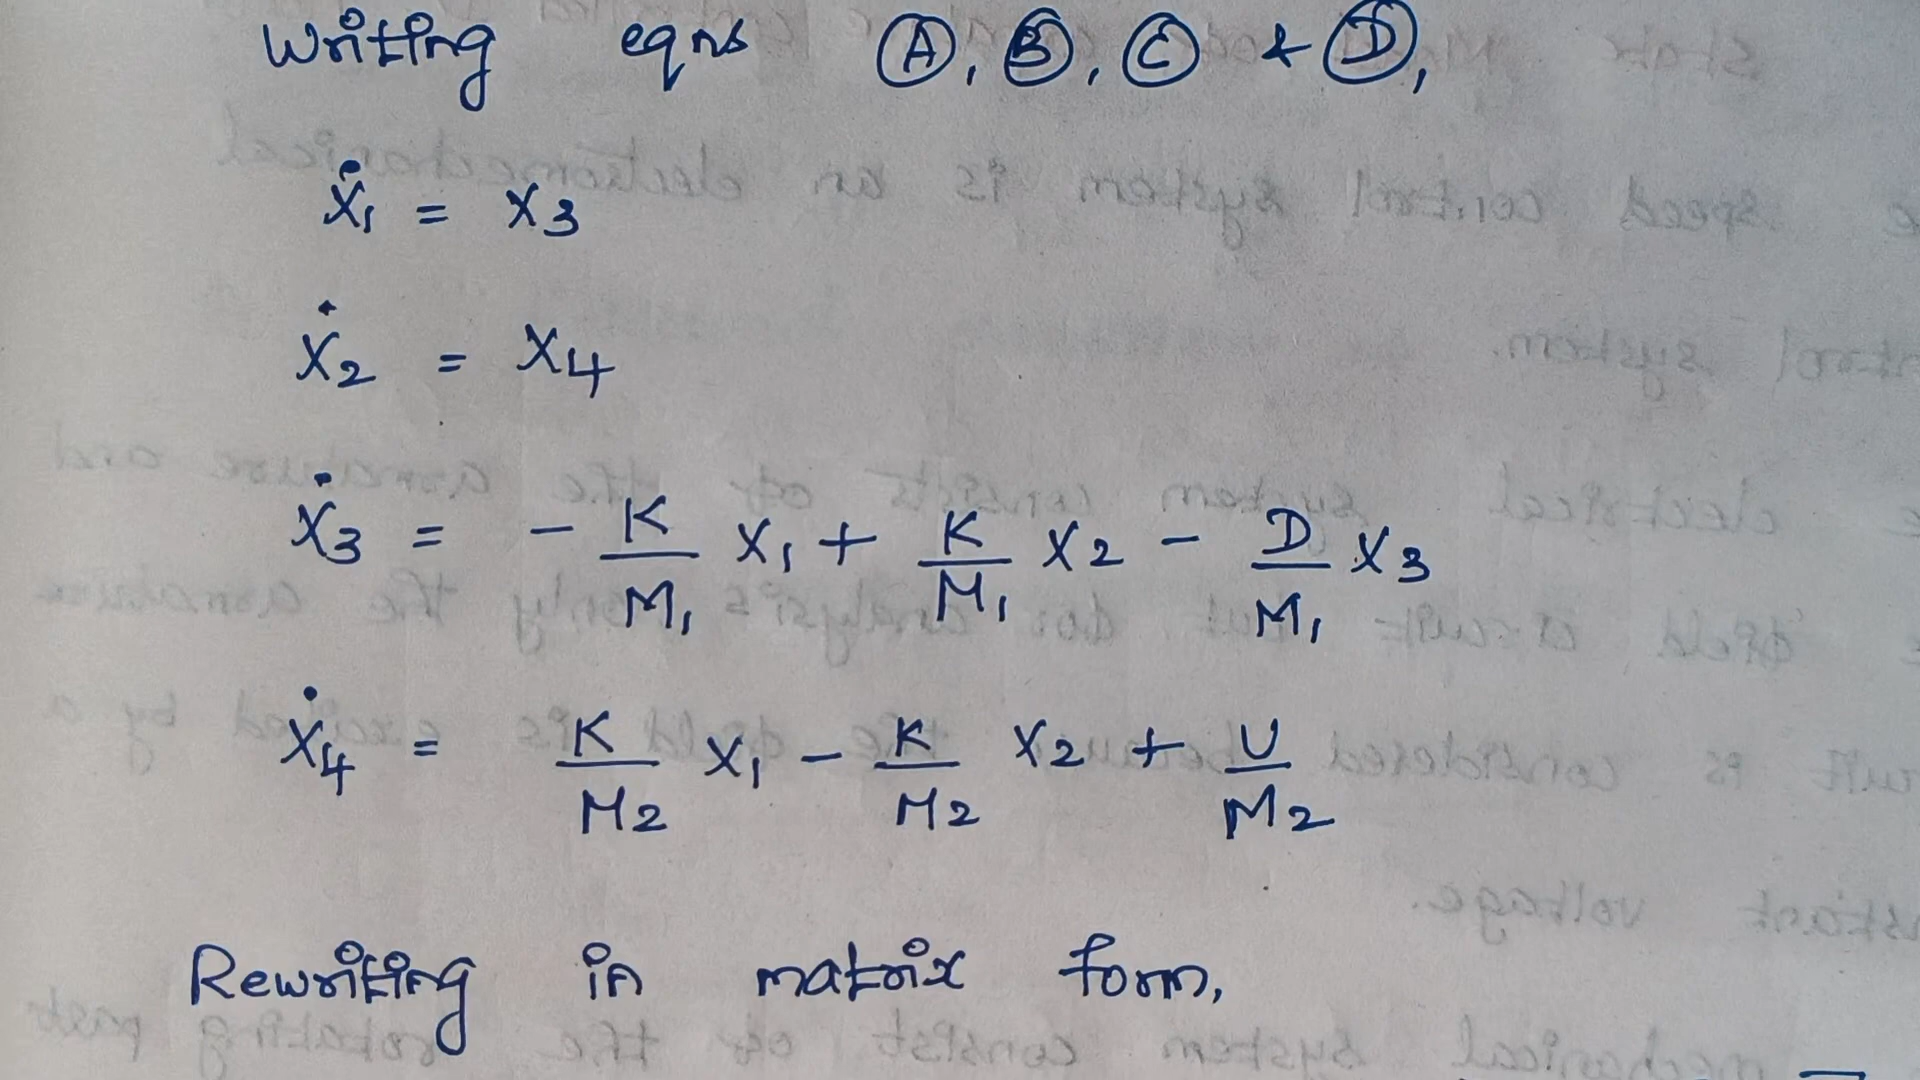 Writing eqns Ⓐ, Ⓑ, Ⓒ & Ⓓ,
Ẋ1 = X3
Ẋ2 = X4
Ẋ3 = - K/M1 X1 + K/M1 X2 - D/M1 X3
Ẋ4 = K/M2 X1 - K/M2 X2 + U/M2
Rewriting in matrix form,